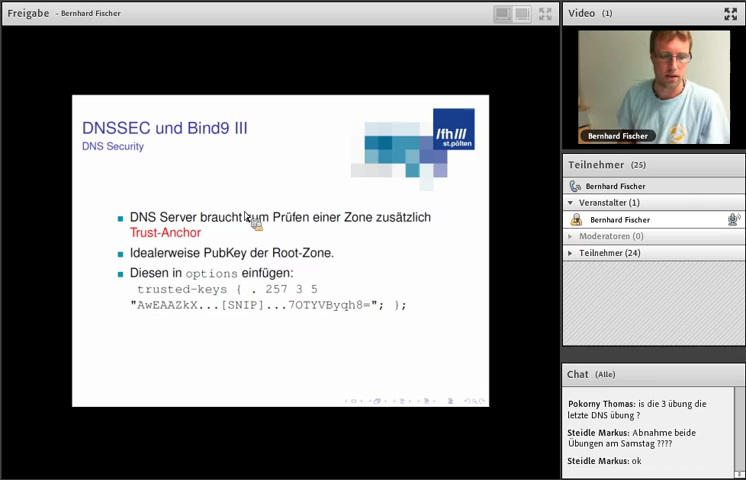 Freigabe - Bernhard Fischer
DNSSEC und Bind9 III
DNS Security
/fh///
st.pölten
DNS Server braucht zum Prüfen einer Zone zusätzlich
Trust-Anchor
Idealerweise PubKey der Root-Zone.
Diesen in options einfügen:
trusted-keys { . 257 3 5
"AwEAAZkX...[SNIP]...7OTYVByqh8="; };
Video (1)
Bernhard Fischer
Teilnehmer (25)
Bernhard Fischer
Veranstalter (1)
Bernhard Fischer
Moderatoren (0)
Teilnehmer (24)
Chat (Alle)
Pokorny Thomas: is die 3 übung die
letzte DNS übung ?
Steidle Markus: Abnahme beide
Übungen am Samstag ????
Steidle Markus: ok